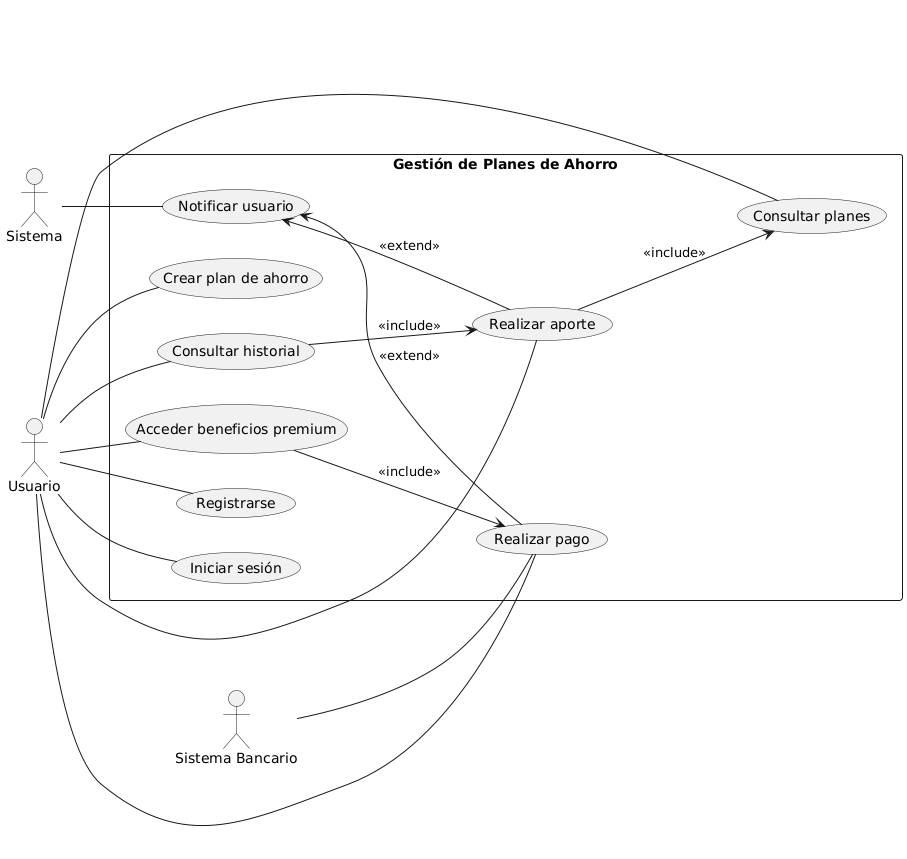 Gestión de Planes de Ahorro
Sistema
Notificar usuario
Consultar planes
«extend»
«include»
Crear plan de ahorro
Realizar aporte
«include»
Consultar historial
«extend»
Acceder beneficios premium
«include»
Usuario
Registrarse
Realizar pago
Iniciar sesión
Sistema Bancario